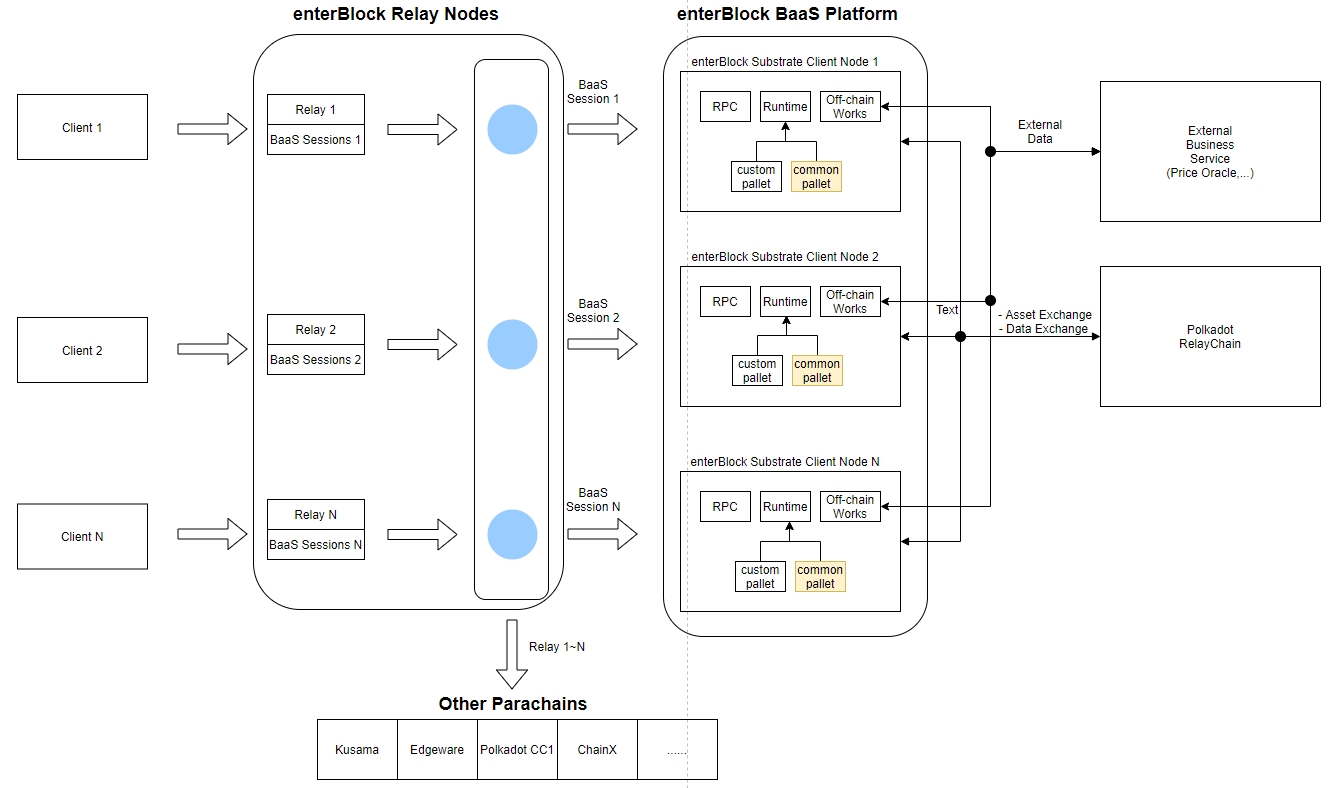 enterBlock Relay Nodes
enterBlock BaaS Platform
Client 1
Relay 1
BaaS Sessions 1
BaaS
Session 1
enterBlock Substrate Client Node 1
RPC
Runtime
Off-chain
Works
custom
pallet
common
pallet
External
Data
External
Business
Service
(Price Oracle,...)
Client 2
Relay 2
BaaS Sessions 2
BaaS
Session 2
enterBlock Substrate Client Node 2
RPC
Runtime
Off-chain
Works
custom
pallet
common
pallet
Text
- Asset Exchange
- Data Exchange
Polkadot
RelayChain
Client N
Relay N
BaaS Sessions N
BaaS
Session N
enterBlock Substrate Client Node N
RPC
Runtime
Off-chain
Works
custom
pallet
common
pallet
Relay 1~N
Other Parachains
Kusama
Edgeware
Polkadot CC1
ChainX
......